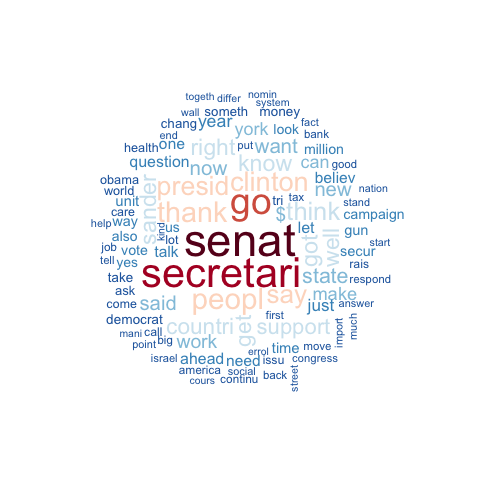 togeth differ nomin
system
wall someth money
chang year fact
end york look bank
health one right put million
question now want can good
obama know believ
world presid clinton new nation
unit sander go tri tax stand
care thank $ think campaign
help way us let gun
also kind senat got well
job vote lot start
tell yes talk secur
take secretari state rais
ask respond
come said peopl say make
democrat countri get first just answer
mani call support import much
point big work time move
israel ahead need issu congress
errol
america social back
cours continu street